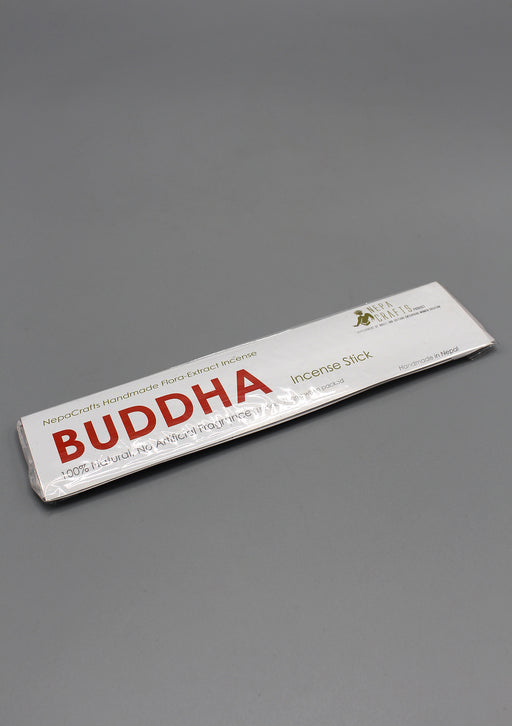 NEPA
CRAFTS
NepaCrafts Handmade Flora-Extract Incense
BUDDHA
Incense Stick
100% Natural, No Artificial Fragrance
Handmade in Nepal